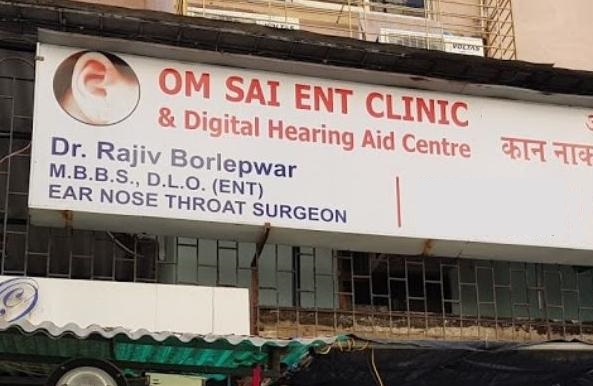 VOLTAS
OM SAI ENT CLINIC
& Digital Hearing Aid Centre
Dr. Rajiv Borlepwar
M.B.B.S., D.L.O. (ENT)
EAR NOSE THROAT SURGEON
कान नाक